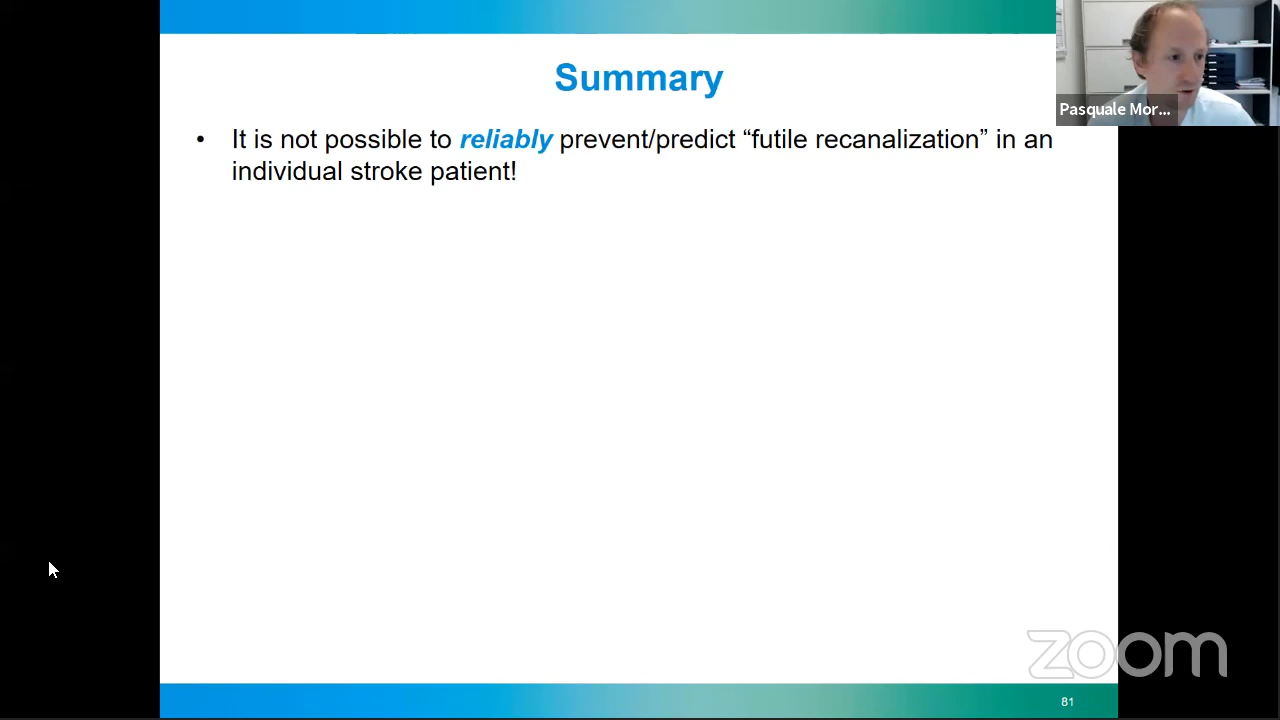 Summary
Pasquale Mor...
• It is not possible to reliably prevent/predict “futile recanalization” in an
individual stroke patient!
zoom
81